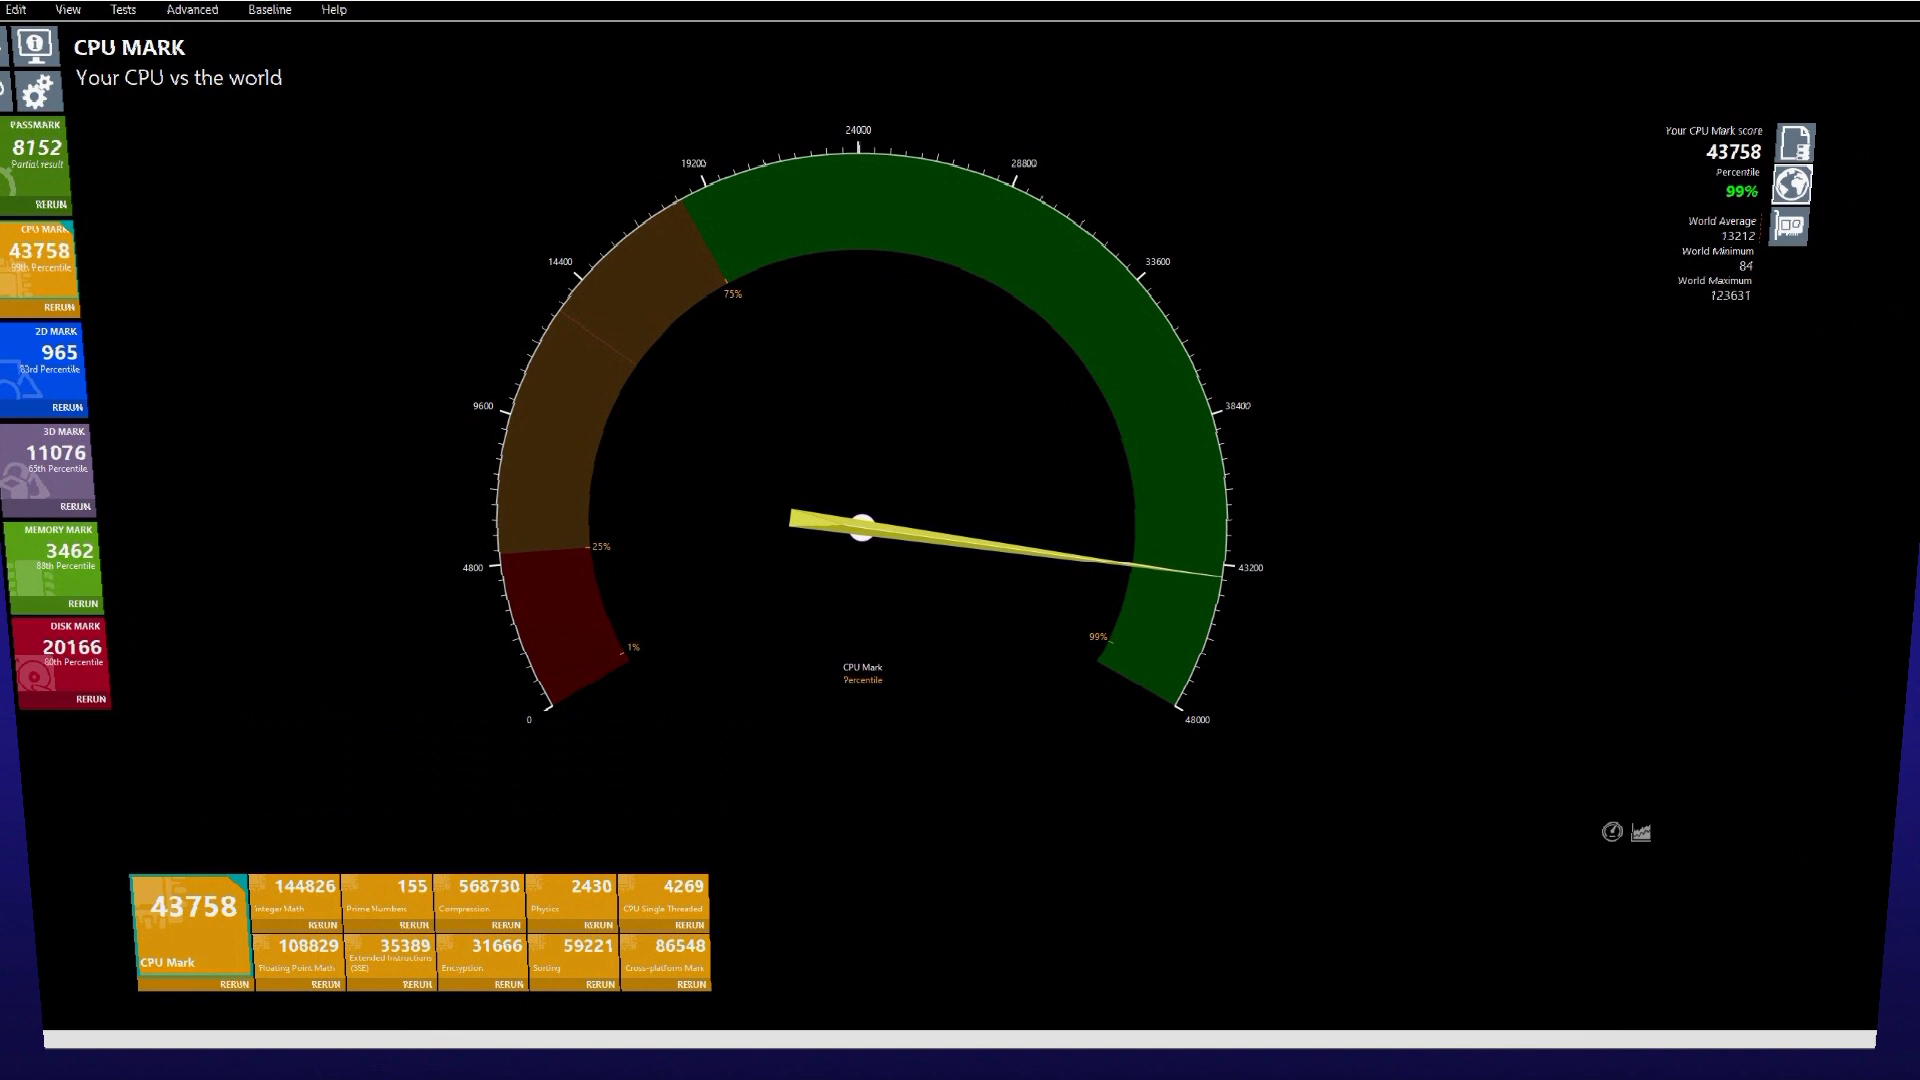 Edit View Tests Advanced Baseline Help
CPU MARK
Your CPU vs the world
PASSMARK
8152
Partial result
RERUN
CPU MARK
43758
99th Percentile
RERUN
2D MARK
965
83rd Percentile
RERUN
3D MARK
11076
65th Percentile
RERUN
MEMORY MARK
3462
88th Percentile
RERUN
DISK MARK
20166
80th Percentile
RERUN
24000
19200
28800
14400
33600
9600
38400
4800
43200
0
48000
75%
25%
1%
99%
CPU Mark
Percentile
Your CPU Mark score
43758
Percentile
99%
World Average
13212
World Minimum
84
World Maximum
123631
43758
CPU Mark
RERUN
144826
Integer Math
RERUN
155
Prime Numbers
RERUN
568730
Compression
RERUN
2430
Physics
RERUN
4269
CPU Single Threaded
RERUN
108829
Floating Point Math
RERUN
35389
Extended Instructions
(SSE)
RERUN
31666
Encryption
RERUN
59221
Sorting
RERUN
86548
Cross-platform Mark
RERUN